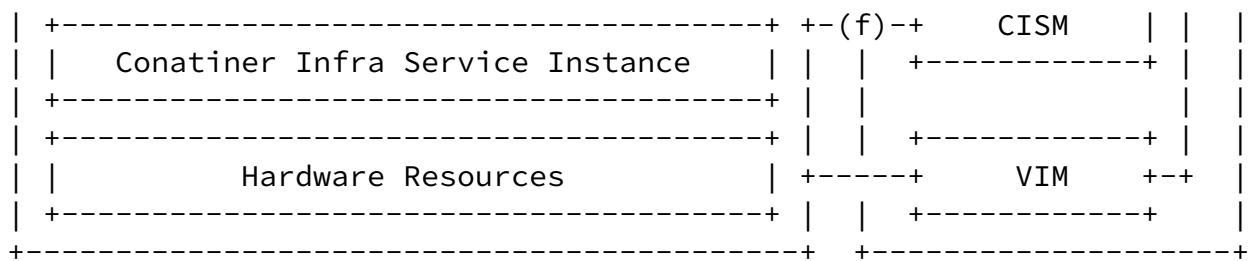 | +---------------------------------------+ +-(f)-+    CISM    | |  |
| |   Conatiner Infra Service Instance    | |  |  +------------+ |  |
| +---------------------------------------+ |  |                 |  |
| +---------------------------------------+ |  |  +------------+ |  |
| |          Hardware Resources           | +-----+    VIM     +-+  |
| +---------------------------------------+ |  |  +------------+    |
+-------------------------------------------+  +--------------------+